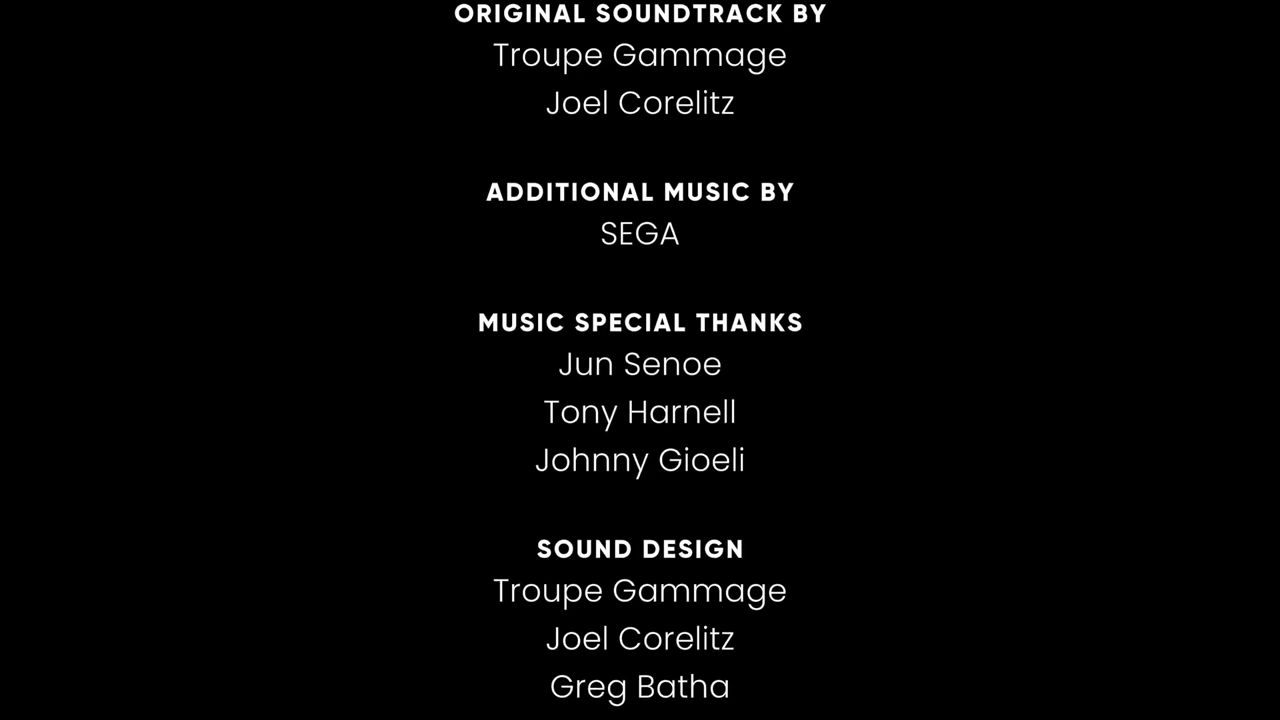 ORIGINAL SOUNDTRACK BY
Troupe Gammage
Joel Corelitz
ADDITIONAL MUSIC BY
SEGA
MUSIC SPECIAL THANKS
Jun Senoe
Tony Harnell
Johnny Gioeli
SOUND DESIGN
Troupe Gammage
Joel Corelitz
Greg Batha